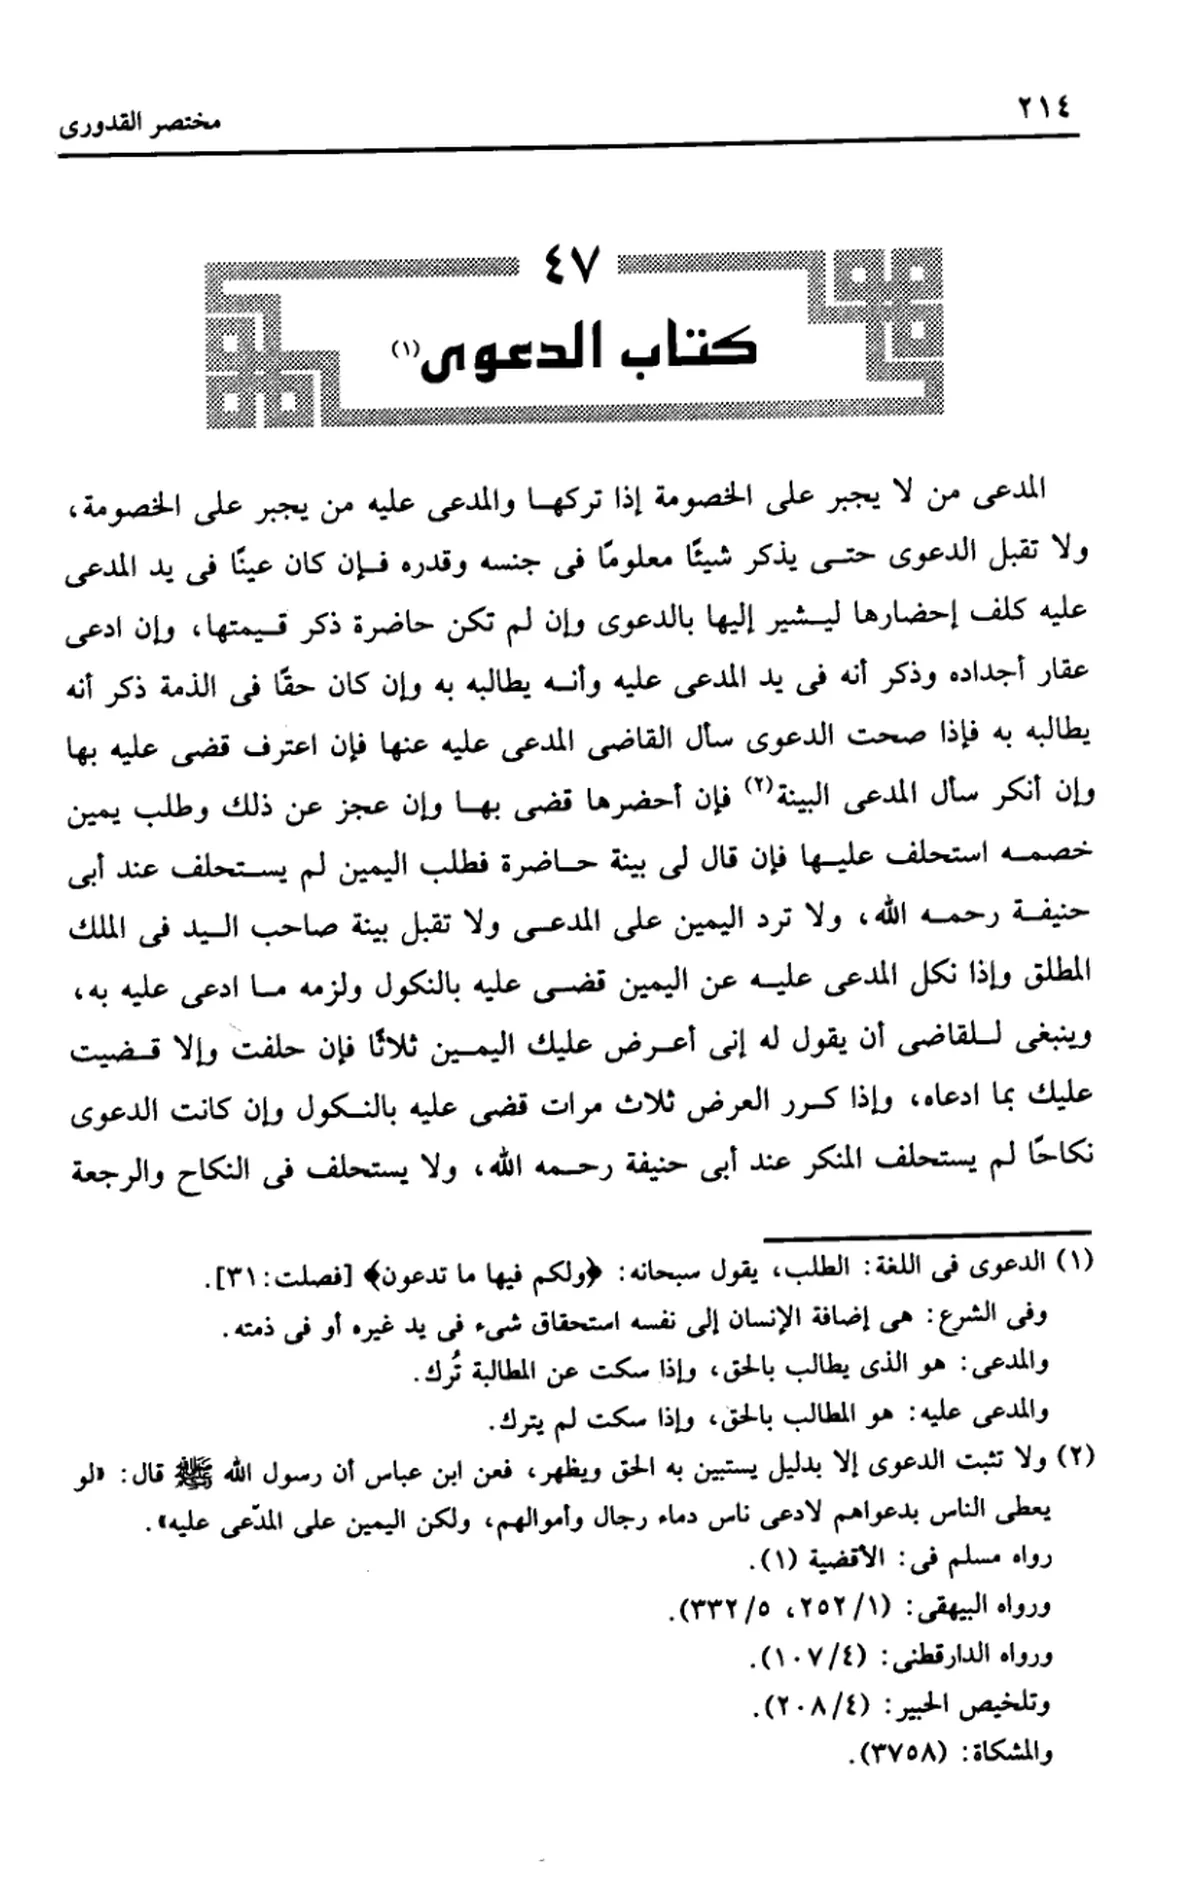 ٢١٤
مختصر القدورى
٤٧
كتاب الدعوى(١)
المدعى من لا يجبر على الخصومة إذا تركها والمدعى عليه من يجبر على الخصومة،
ولا تقبل الدعوى حتى يذكر شيئًا معلومًا فى جنسه وقدره فإن كان عينًا فى يد المدعى
عليه كلف إحضارها ليشير إليها بالدعوى وإن لم تكن حاضرة ذكر قيمتها، وإن ادعى
عقار أجداده وذكر أنه فى يد المدعى عليه وأنه يطالبه به وإن كان حقًا فى الذمة ذكر أنه
يطالبه به فإذا صحت الدعوى سأل القاضى المدعى عليه عنها فإن اعترف قضى عليه بها
وإن أنكر سأل المدعى البينة(٢) فإن أحضرها قضى بها وإن عجز عن ذلك وطلب يمين
خصمه استحلف عليها فإن قال لى بينة حاضرة فطلب اليمين لم يستحلف عند أبى
حنيفة رحمه الله، ولا ترد اليمين على المدعى ولا تقبل بينة صاحب اليد فى الملك
المطلق وإذا نكل المدعى عليه عن اليمين قضى عليه بالنكول ولزمه ما ادعى عليه به،
وينبغى للقاضى أن يقول له إنى أعرض عليك اليمين ثلاثًا فإن حلفت وإلا قضيت
عليك بما ادعاه، وإذا كرر العرض ثلاث مرات قضى عليه بالنكول وإن كانت الدعوى
نكاحًا لم يستحلف المنكر عند أبى حنيفة رحمه الله، ولا يستحلف فى النكاح والرجعة
(١) الدعوى فى اللغة: الطلب، يقول سبحانه: ﴿ولكم فيها ما تدعون﴾ [فصلت: ٣١].
وفى الشرع: هى إضافة الإنسان إلى نفسه استحقاق شىء فى يد غيره أو فى ذمته.
والمدعى: هو الذى يطالب بالحق، وإذا سكت عن المطالبة تُرك.
والمدعى عليه: هو المطالب بالحق، وإذا سكت لم يترك.
(٢) ولا تثبت الدعوى إلا بدليل يستبين به الحق ويظهر، فعن ابن عباس أن رسول الله ﷺ قال: «لو
يعطى الناس بدعواهم لادعى ناس دماء رجال وأموالهم، ولكن اليمين على المدّعى عليه».
رواه مسلم فى: الأقضية (١).
ورواه البيهقى: (٢٥٢/١، ٣٣٢/٥).
ورواه الدارقطنى: (١٠٧/٤).
وتلخيص الحبير: (٢٠٨/٤).
والمشكاة: (٣٧٥٨).